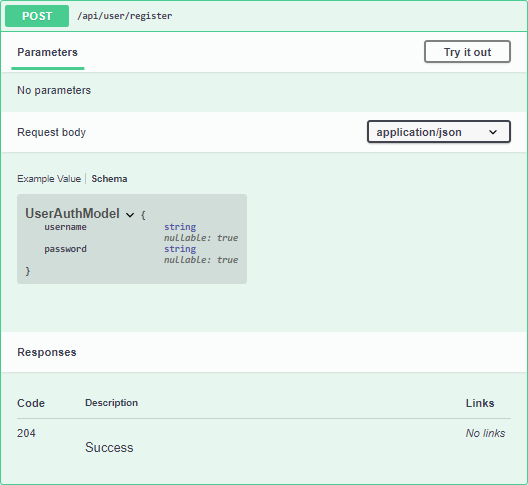 POST /api/user/register
Parameters
Try it out
No parameters
Request body
application/json
Example Value | Schema
UserAuthModel {
username string
nullable: true
password string
nullable: true
}
Responses
Code Description Links
204 No links
Success